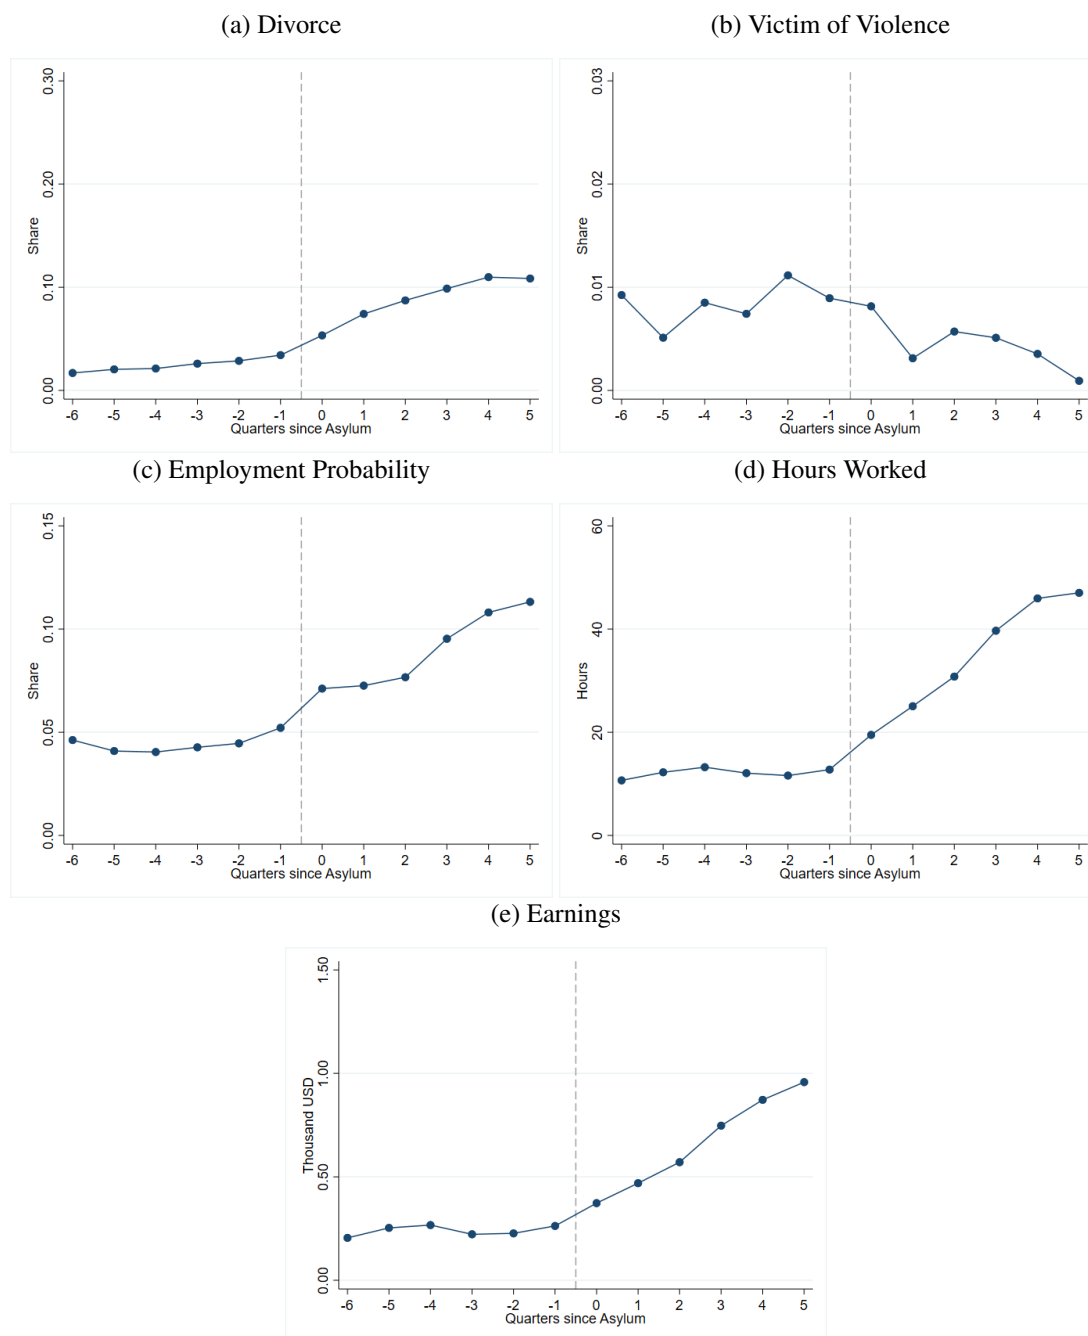 (a) Divorce
(b) Victim of Violence
0.30
0.20
0.10
0.00
Share
-6 -5 -4 -3 -2 -1 0 1 2 3 4 5
Quarters since Asylum
0.03
0.02
0.01
0.00
Share
-6 -5 -4 -3 -2 -1 0 1 2 3 4 5
Quarters since Asylum
(c) Employment Probability
(d) Hours Worked
0.15
0.10
0.05
0.00
Share
-6 -5 -4 -3 -2 -1 0 1 2 3 4 5
Quarters since Asylum
60
40
20
0
Hours
-6 -5 -4 -3 -2 -1 0 1 2 3 4 5
Quarters since Asylum
(e) Earnings
1.50
1.00
0.50
0.00
Thousand USD
-6 -5 -4 -3 -2 -1 0 1 2 3 4 5
Quarters since Asylum